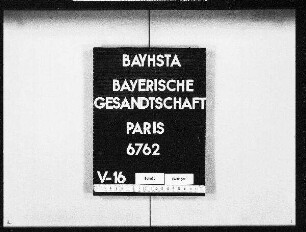 BAYHSTA
BAYERISCHE
GESANDTSCHAFT
PARIS
6762
V-16